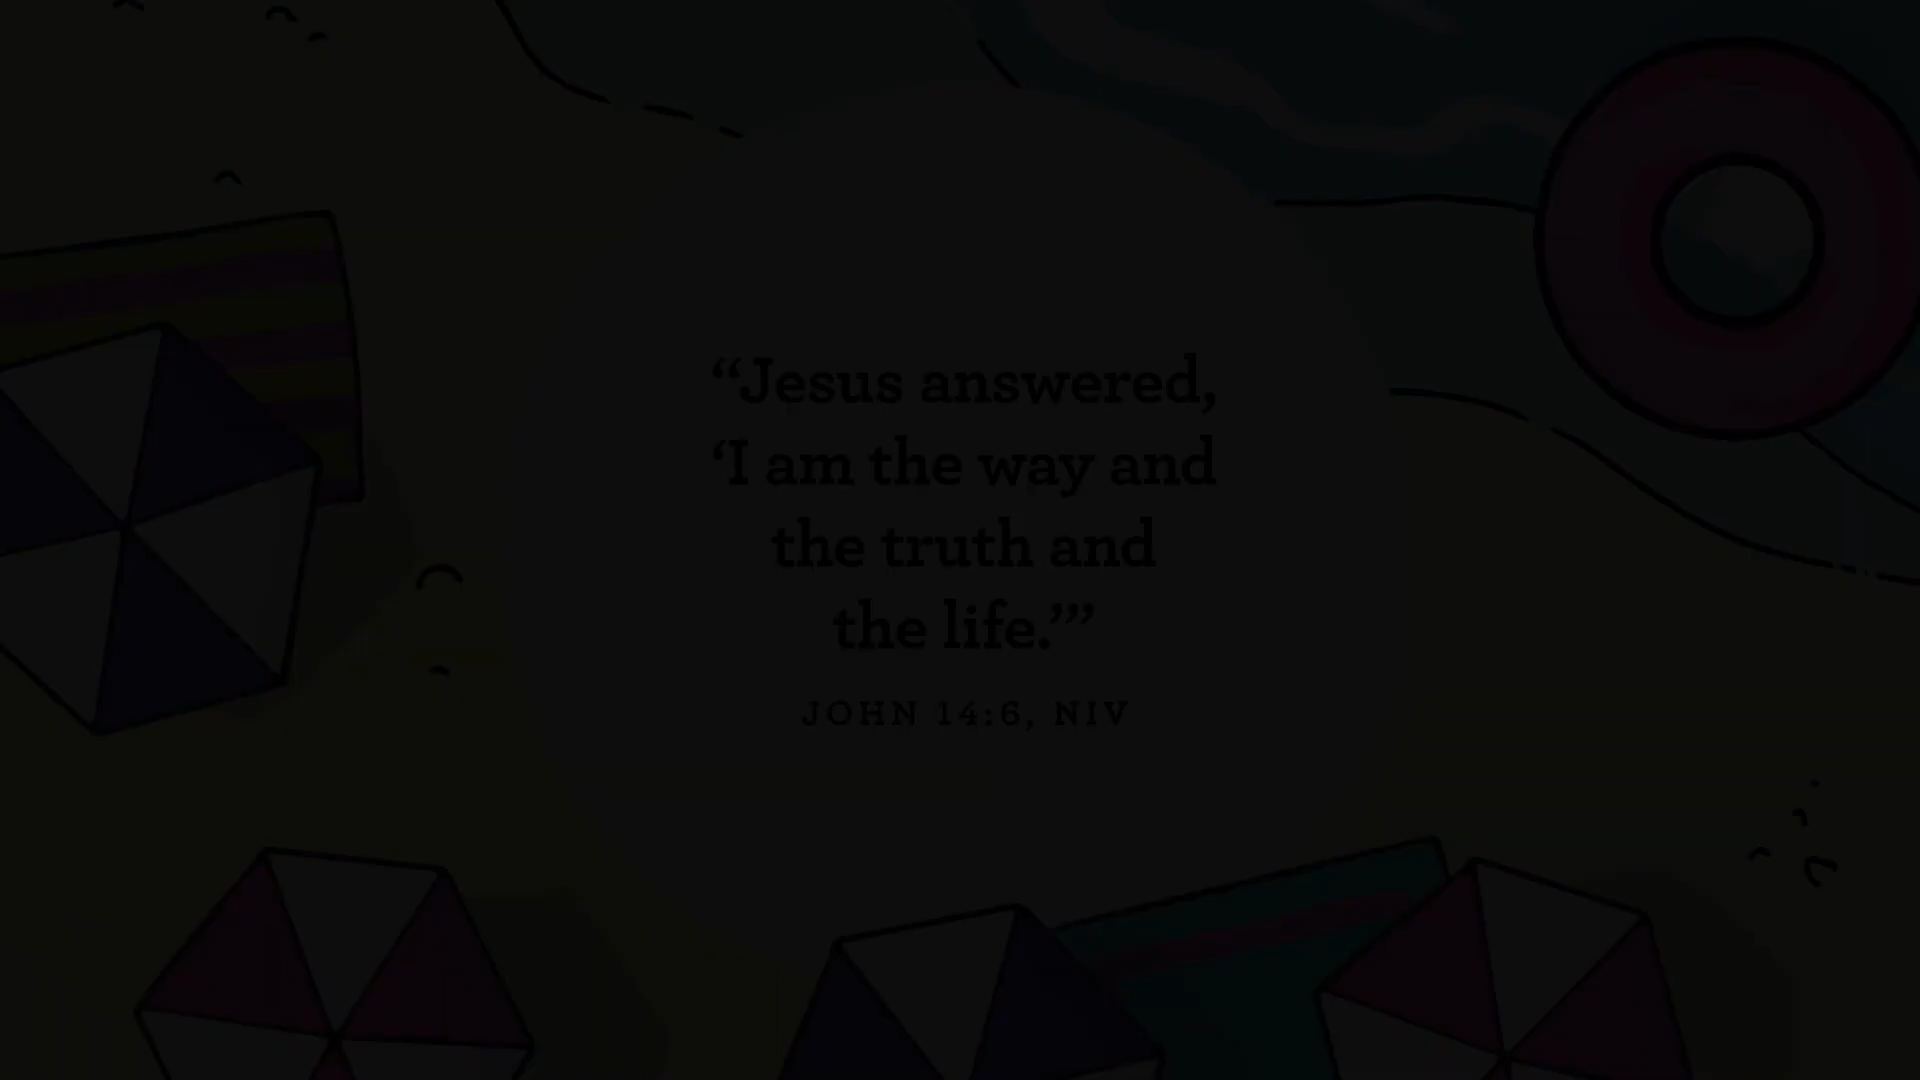 “Jesus answered,
‘I am the way and
the truth and
the life.’”
JOHN 14:6, NIV